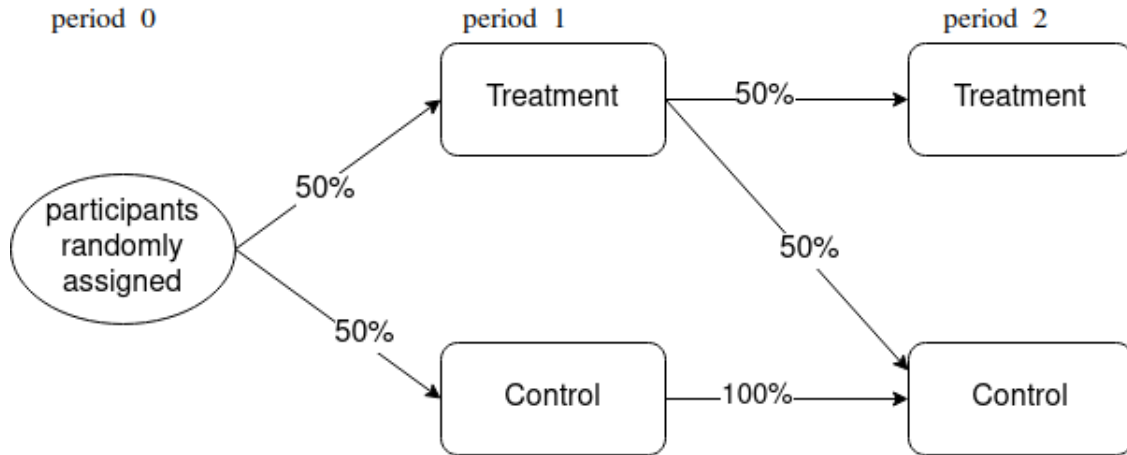 period 0
period 1
period 2
Treatment
50%
Treatment
50%
participants
randomly
assigned
50%
50%
Control
100%
Control